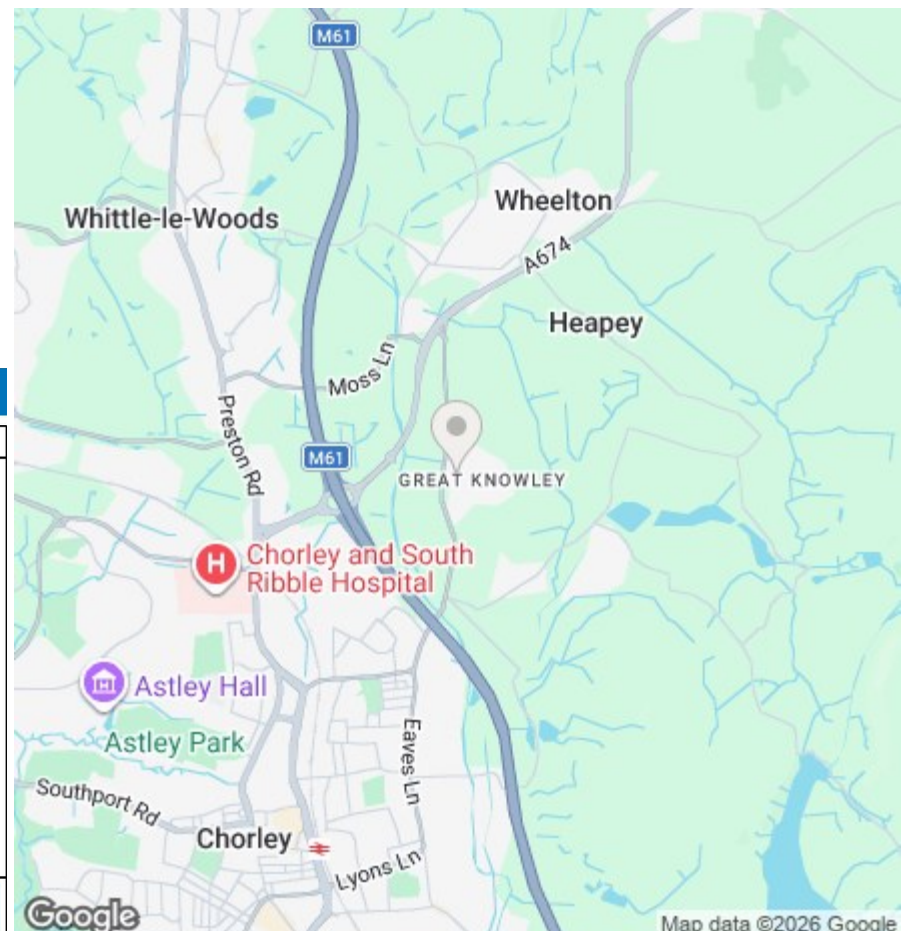 M61
Wheelton
Whittle-le-Woods
A674
Heapey
Moss Ln
Preston Rd
M61
GREAT KNOWLEY
H
Chorley and South
Ribble Hospital
Astley Hall
Eaves Ln
Astley Park
Southport Rd
Chorley
Lyons Ln
Google
Map data ©2026 Google